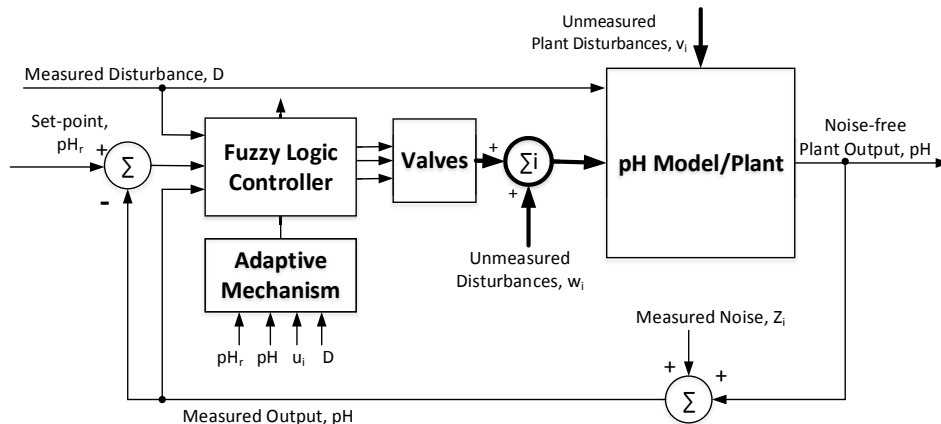 Unmeasured
Plant Disturbances, vᵢ
Measured Disturbance, D
Set-point,
pHᵣ
+
Σ
-
Fuzzy Logic
Controller
Valves
+
Σi
+
pH Model/Plant
Noise-free
Plant Output, pH
Unmeasured
Disturbances, wᵢ
Adaptive
Mechanism
pHᵣ pH uᵢ D
Measured Noise, Zᵢ
+
+
Σ
Measured Output, pH